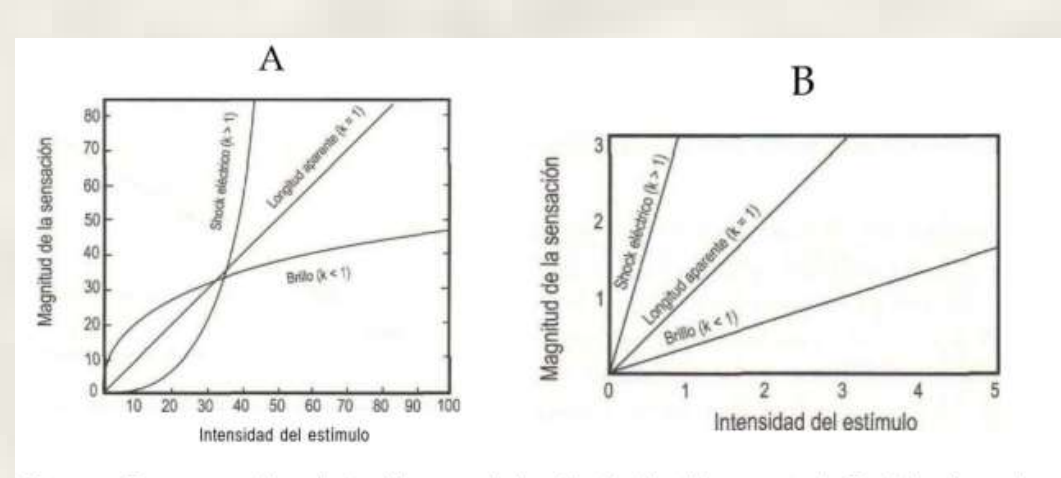 A
Magnitud de la sensación
80
70
60
50
40
30
20
10
0
Shock eléctrico (k > 1)
Longitud aparente (k = 1)
Brillo (k < 1)
10 20 30 40 50 60 70 80 90 100
Intensidad del estímulo
B
Magnitud de la sensación
3
2
1
Shock eléctrico (k > 1)
Longitud aparente (k = 1)
Brillo (k < 1)
0 1 2 3 4 5
Intensidad del estímulo